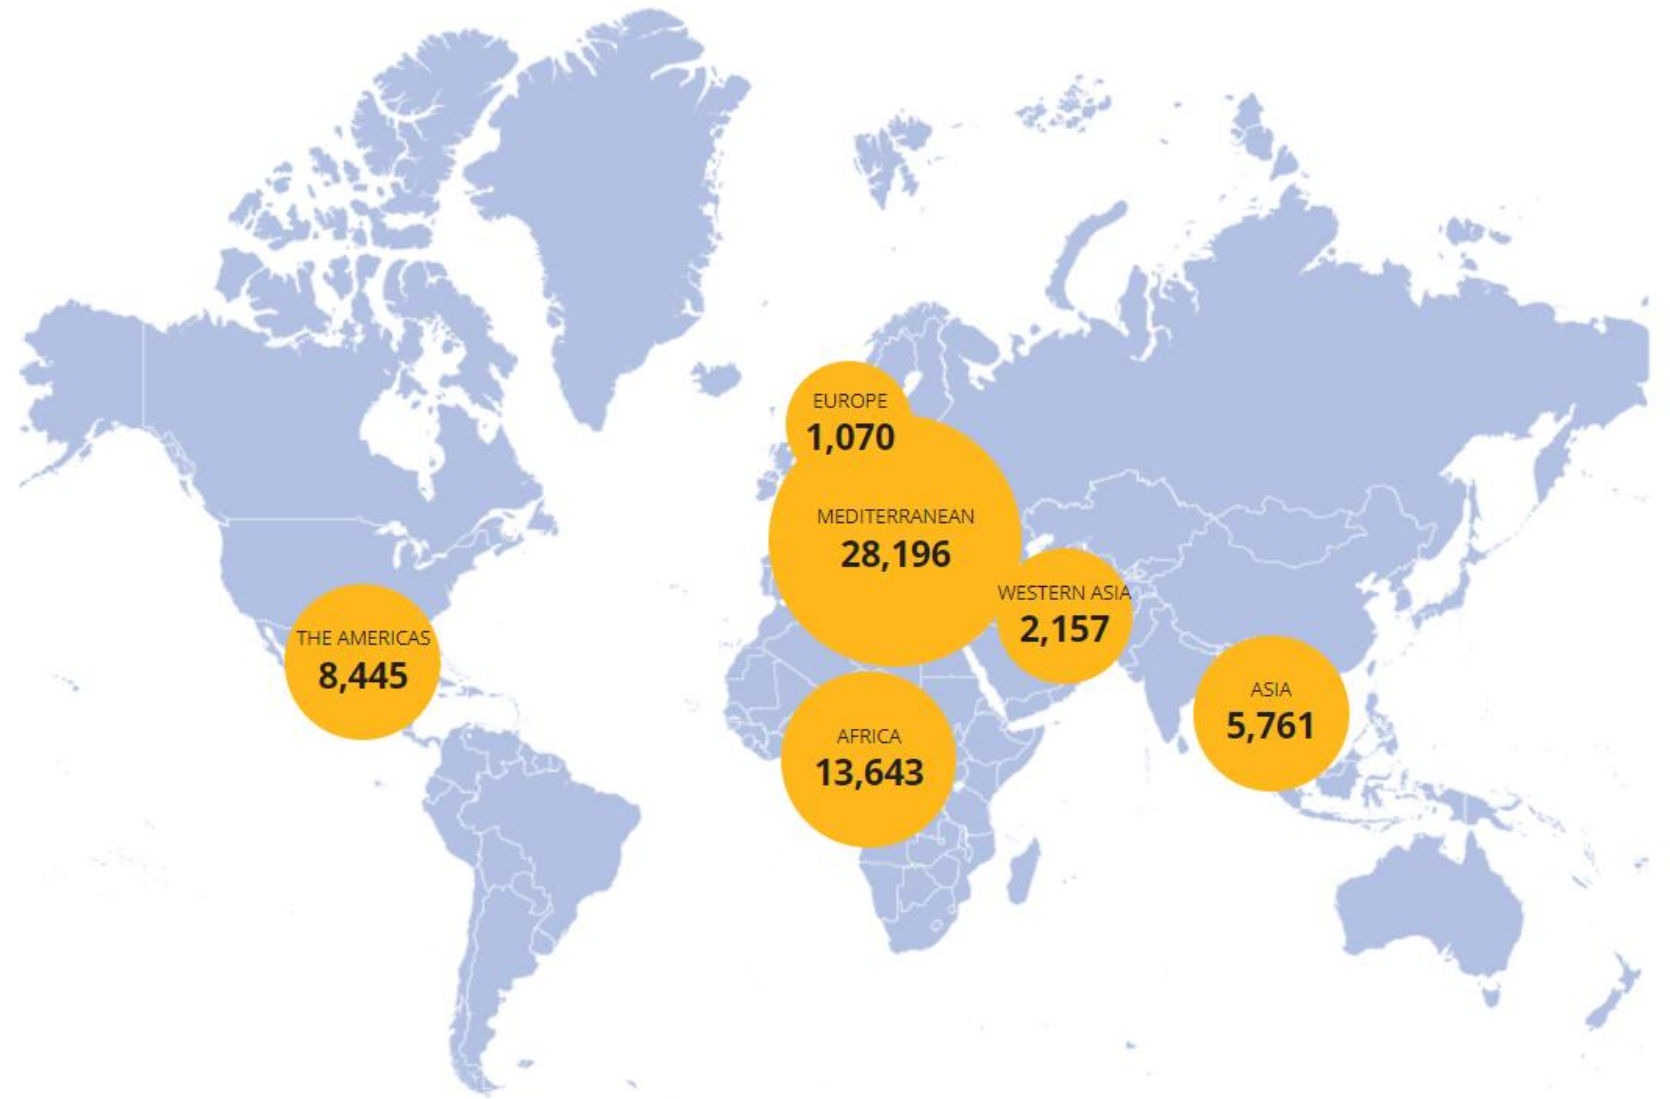 EUROPE
1,070
MEDITERRANEAN
28,196
WESTERN ASIA
2,157
THE AMERICAS
8,445
ASIA
5,761
AFRICA
13,643